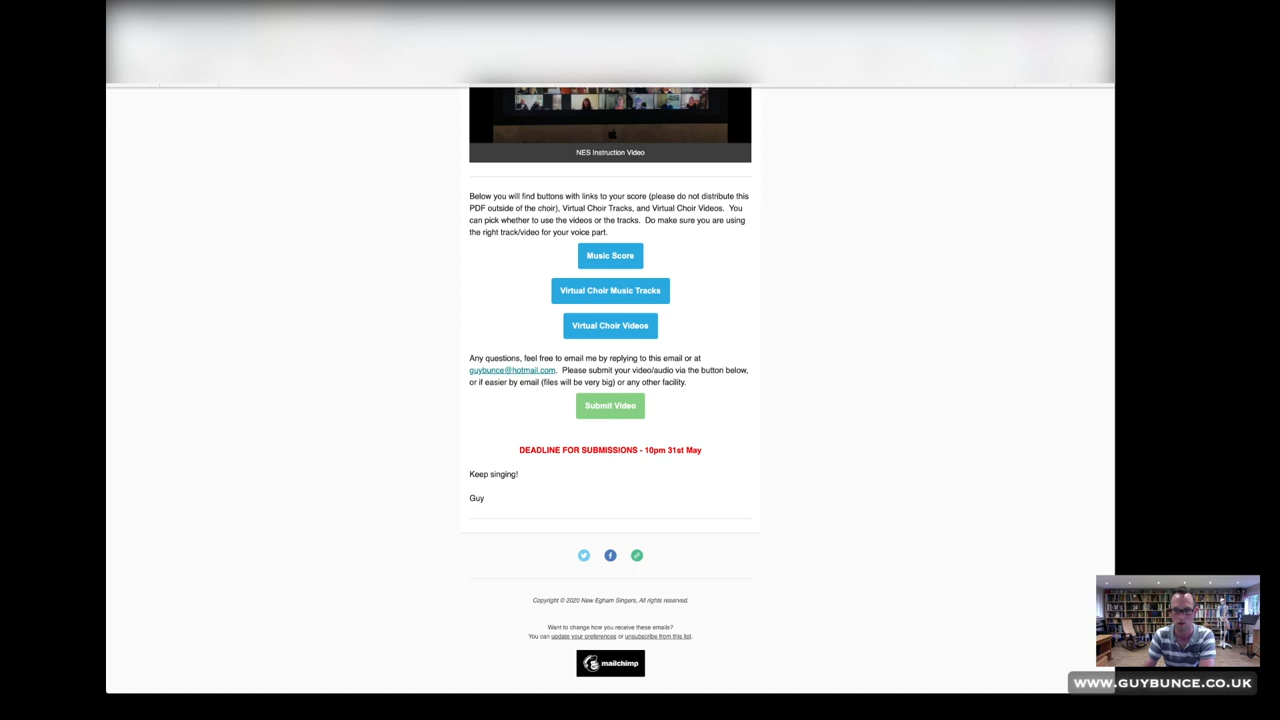 NES Instruction Video
Below you will find buttons with links to your score (please do not distribute this
PDF outside of the choir), Virtual Choir Tracks, and Virtual Choir Videos.  You
can pick whether to use the videos or the tracks.  Do make sure you are using
the right track/video for your voice part.
Music Score
Virtual Choir Music Tracks
Virtual Choir Videos
Any questions, feel free to email me by replying to this email or at
guybunce@hotmail.com.  Please submit your video/audio via the button below,
or if easier by email (files will be very big) or any other facility.
Submit Video
DEADLINE FOR SUBMISSIONS - 10pm 31st May
Keep singing!
Guy
Copyright © 2020 New Egham Singers, All rights reserved.
Want to change how you receive these emails?
You can update your preferences or unsubscribe from this list.
mailchimp
WWW.GUYBUNCE.CO.UK